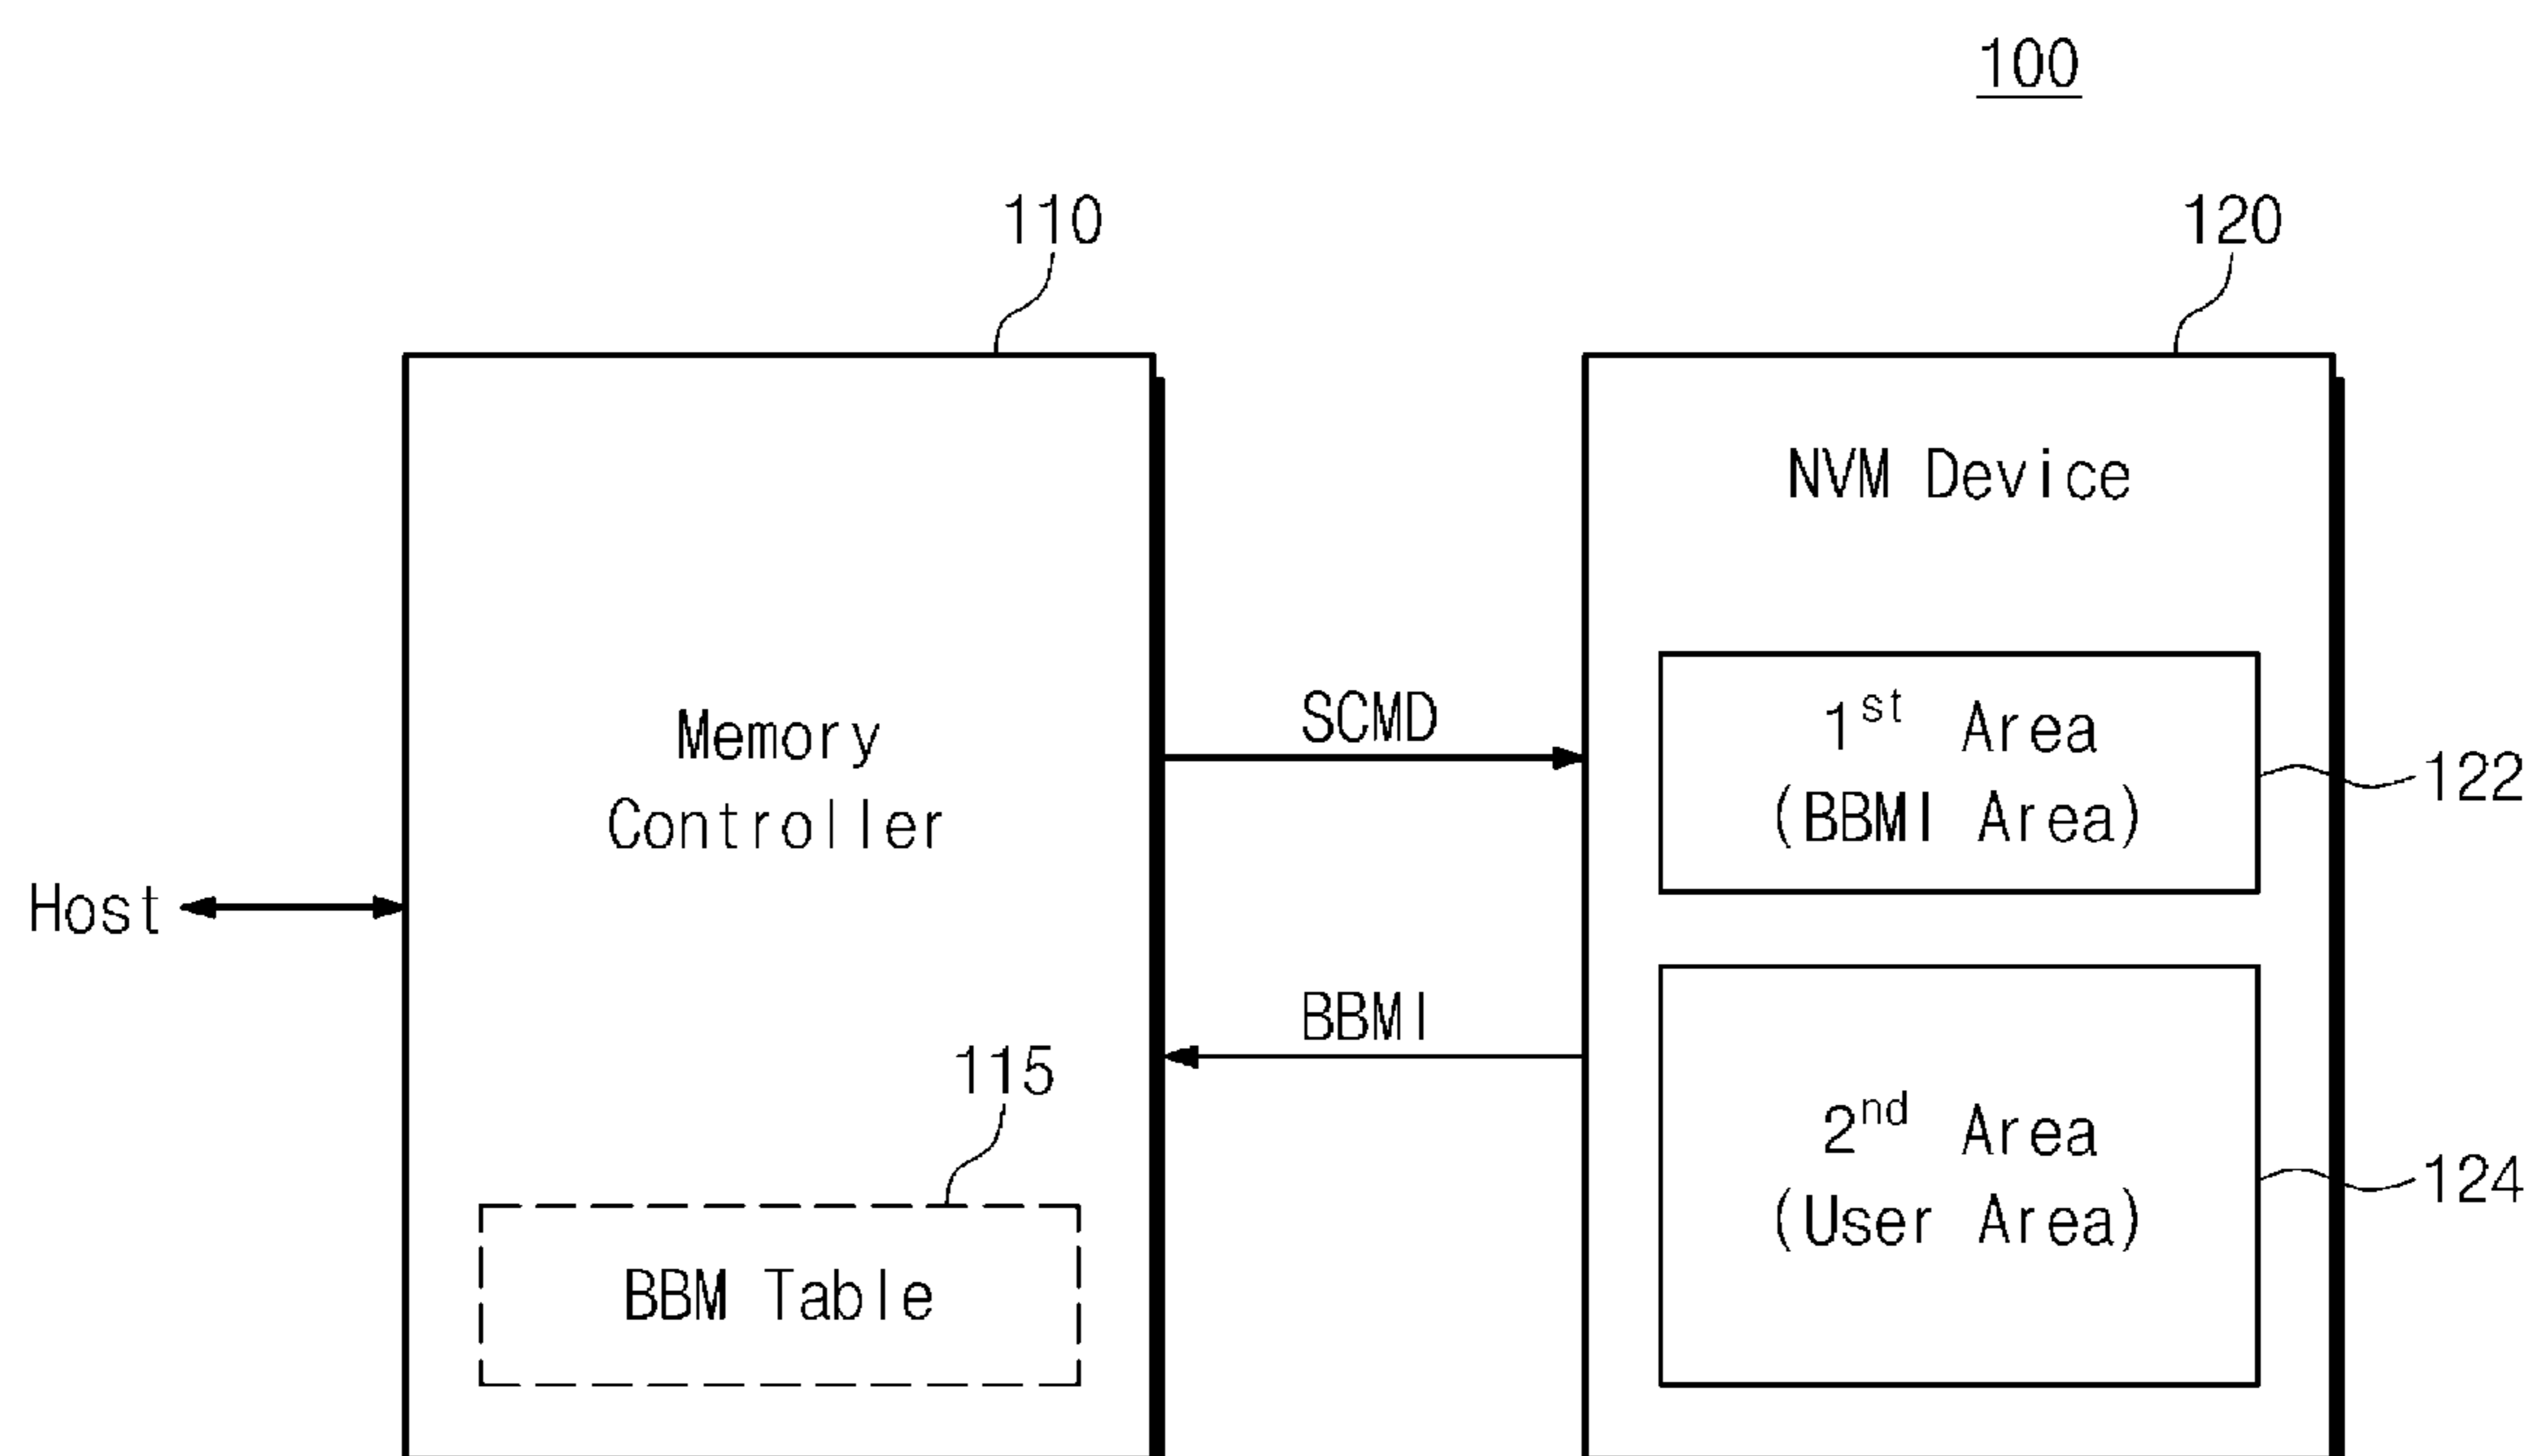 100
110
120
NVM Device
1st Area
(BBMI Area)
122
SCMD
Memory
Controller
Host
BBMI
115
BBM Table
2nd Area
(User Area)
124